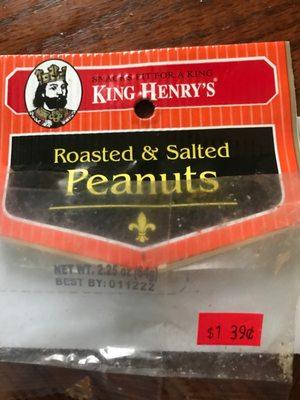 SNACKS FIT FOR A KING
KING HENRY'S®
Roasted & Salted
Peanuts
NET WT. 2.25 oz (64g)
BEST BY: 011222
$1 39¢